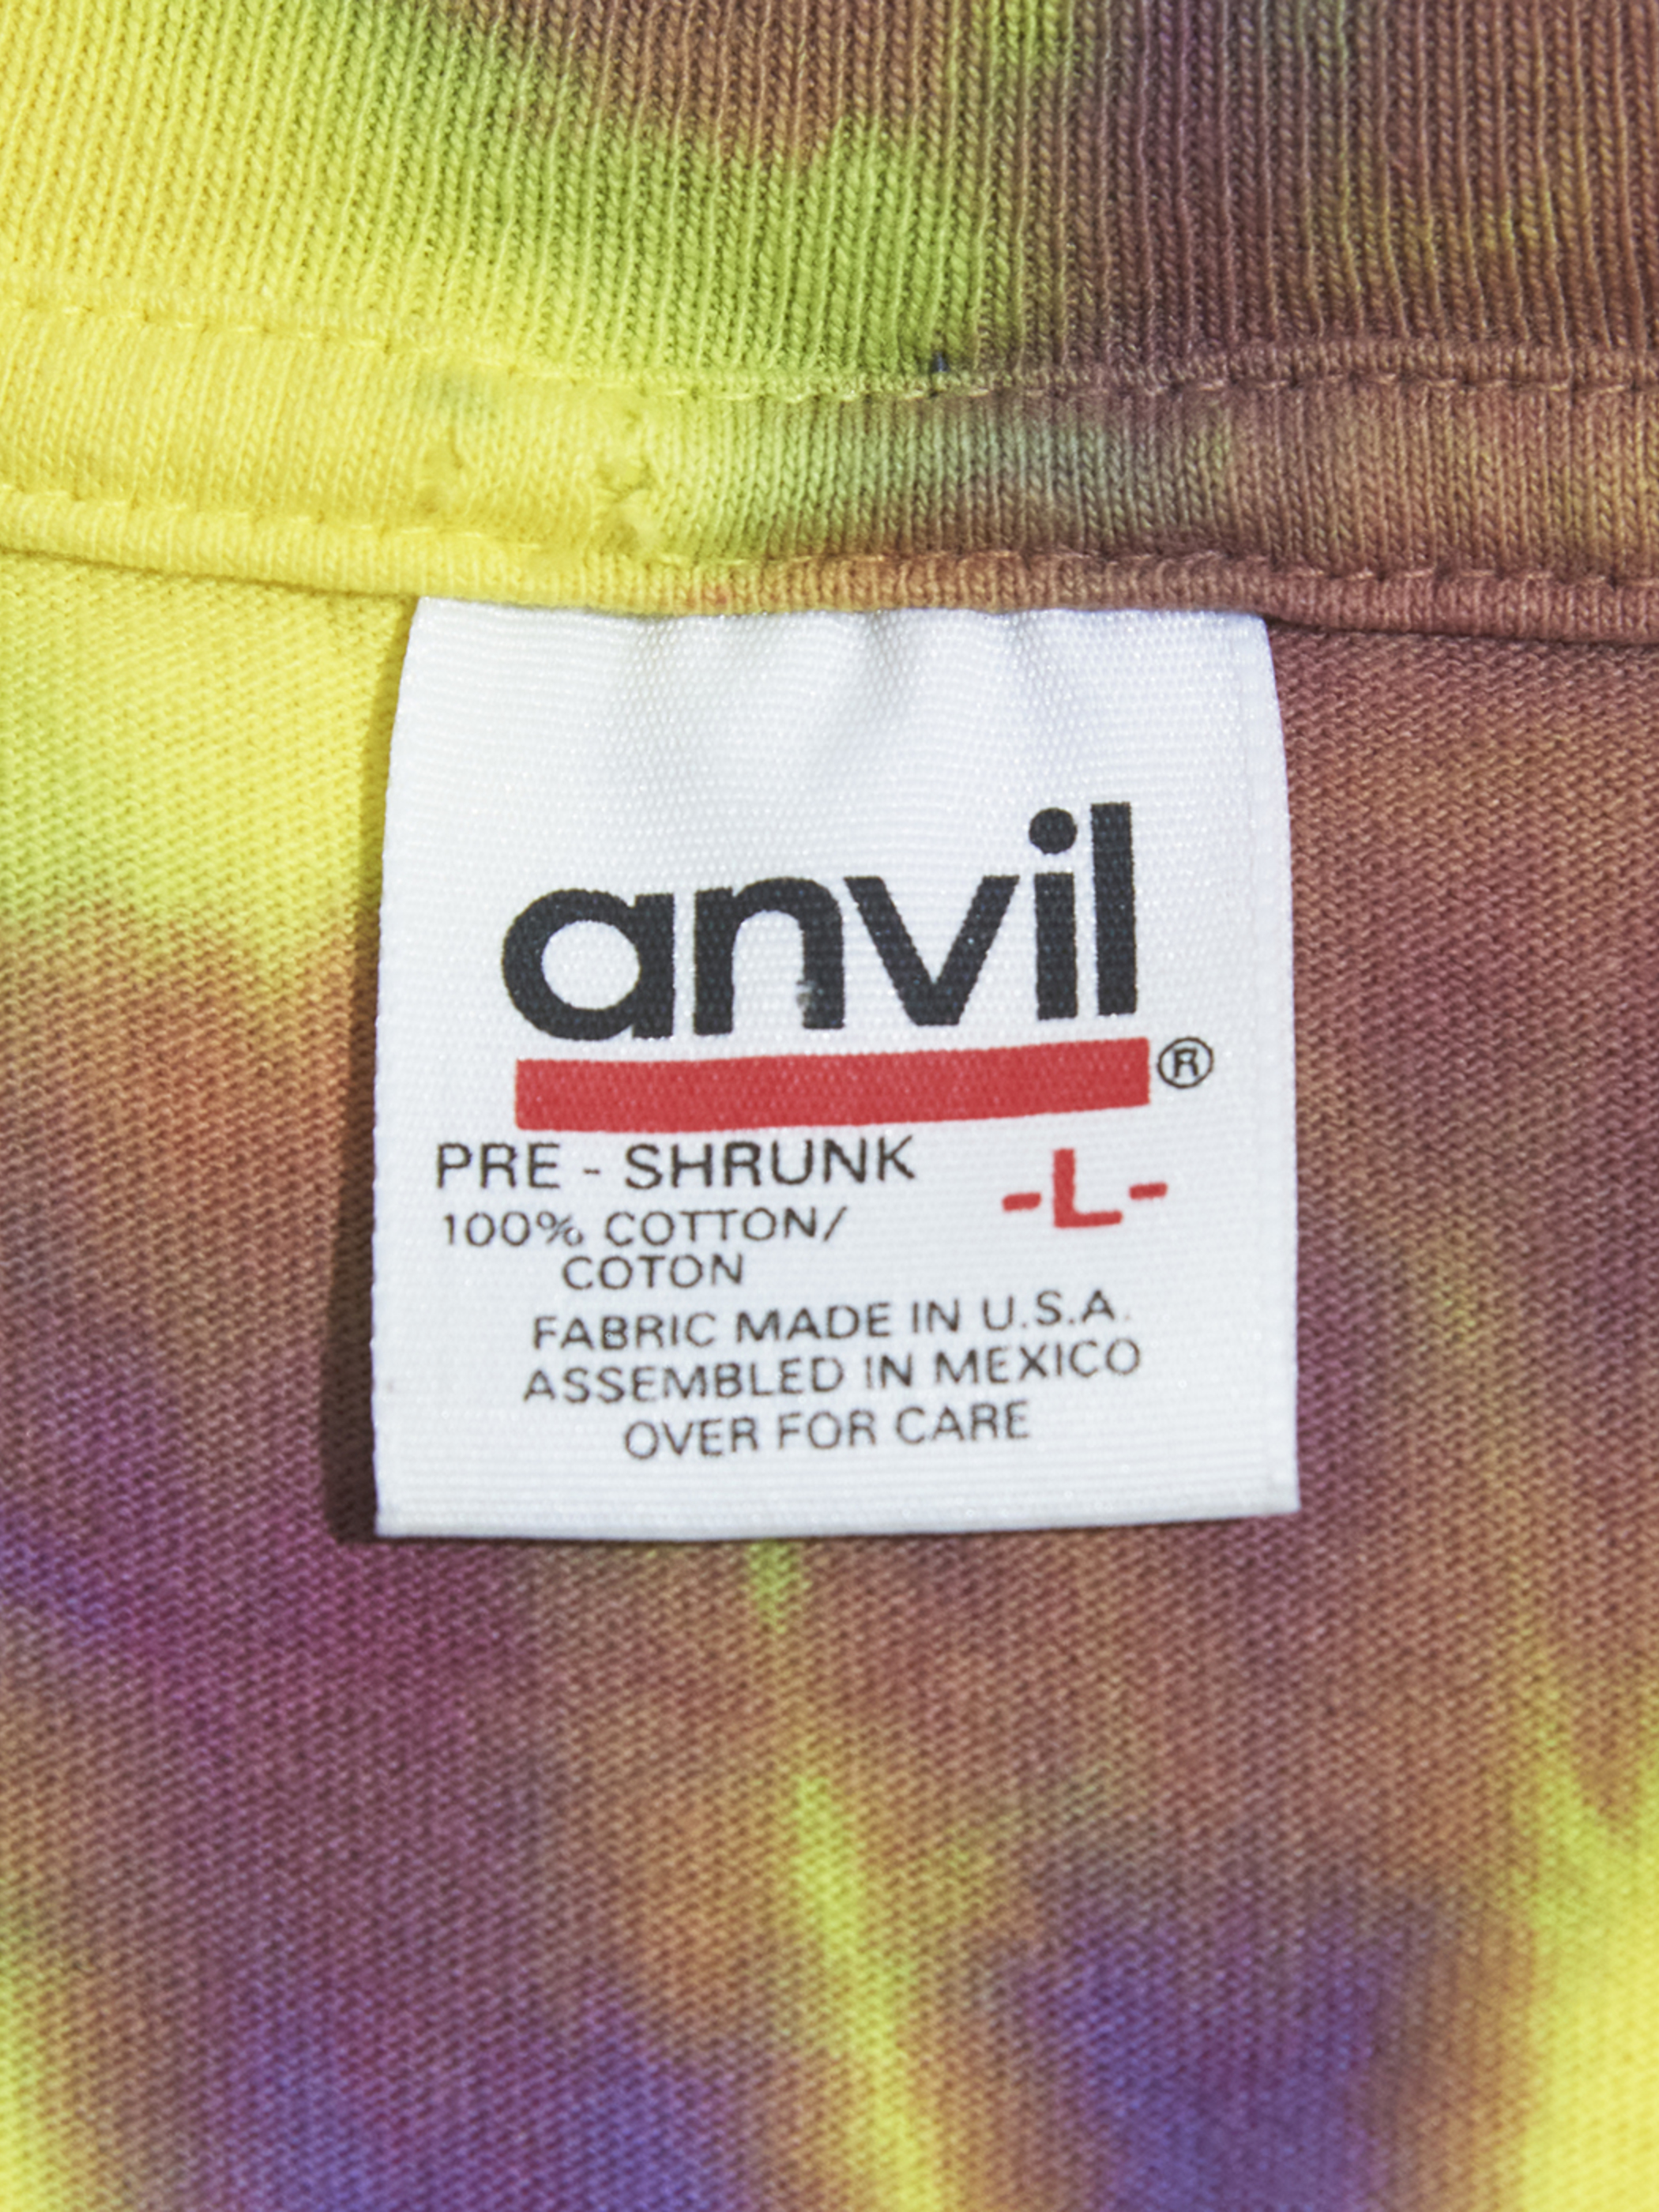 anvil
®
PRE - SHRUNK
-L-
100% COTTON/
COTON
FABRIC MADE IN U.S.A.
ASSEMBLED IN MEXICO
OVER FOR CARE